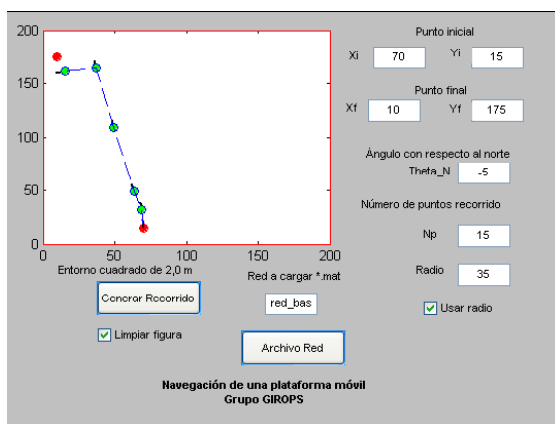 200
150
100
50
0
0 50 100 150 200
Entorno cuadrado de 2,0 m
Punto inicial
Xi 70 Yi 15
Punto final
Xf 10 Yf 175
Ángulo con respecto al norte
Theta_N -5
Número de puntos recorrido
Np 15
Radio 35
Usar radio
Red a cargar *.mat
red_bas
Generar Recorrido
Limpiar figura
Archivo Red
Navegación de una plataforma móvil
Grupo GIROPS